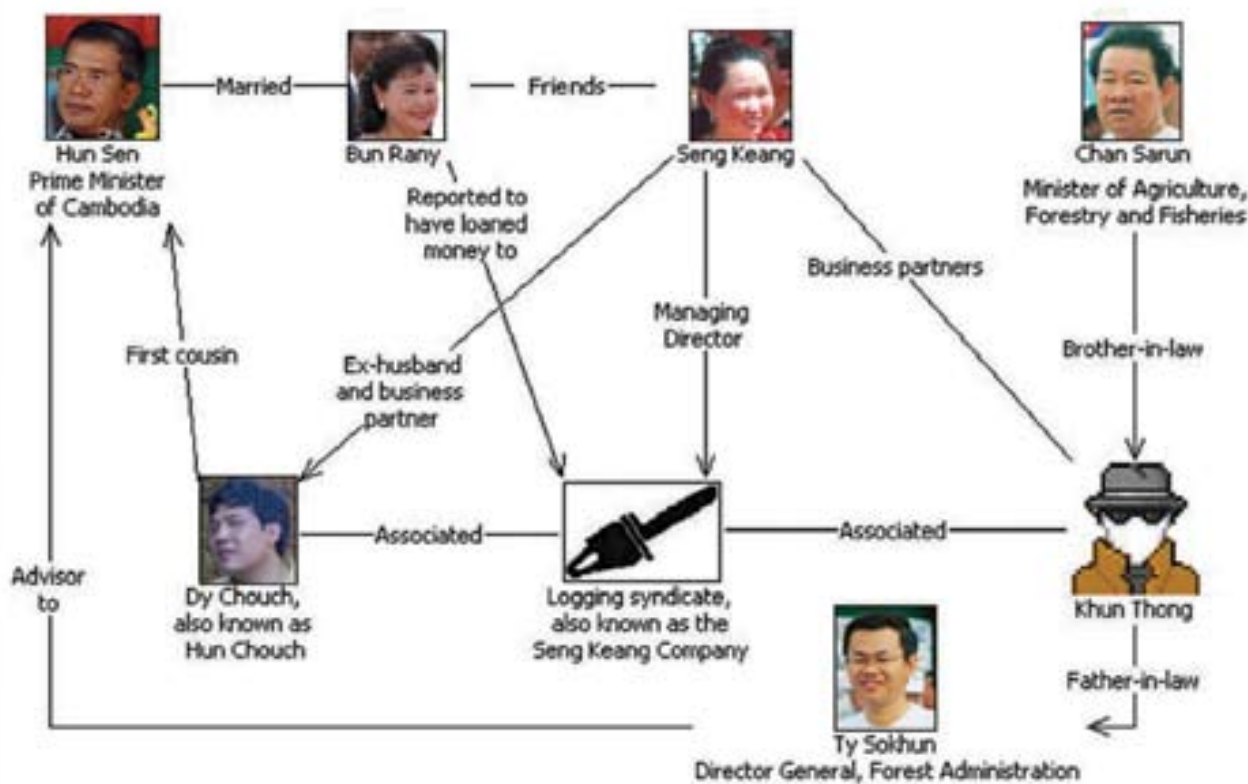 Married
Friends
Hun Sen
Prime Minister
of Cambodia
Bun Rany
Seng Keang
Chan Sarun
Minister of Agriculture,
Forestry and Fisheries
Reported to
have loaned
money to
Business partners
Managing
Director
First cousin
Ex-husband
and business
partner
Brother-in-law
Associated
Associated
Advisor
to
Dy Chouch,
also known as
Hun Chouch
Logging syndicate,
also known as the
Seng Keang Company
Khun Thong
Father-in-law
Ty Sokhun
Director General, Forest Administration